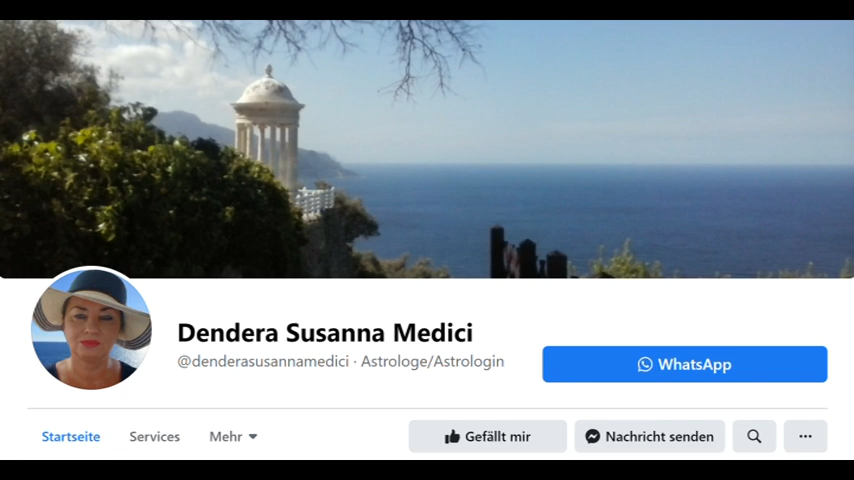 Dendera Susanna Medici
@denderasusannamedici · Astrologe/Astrologin
WhatsApp
Startseite Services Mehr
Gefällt mir Nachricht senden